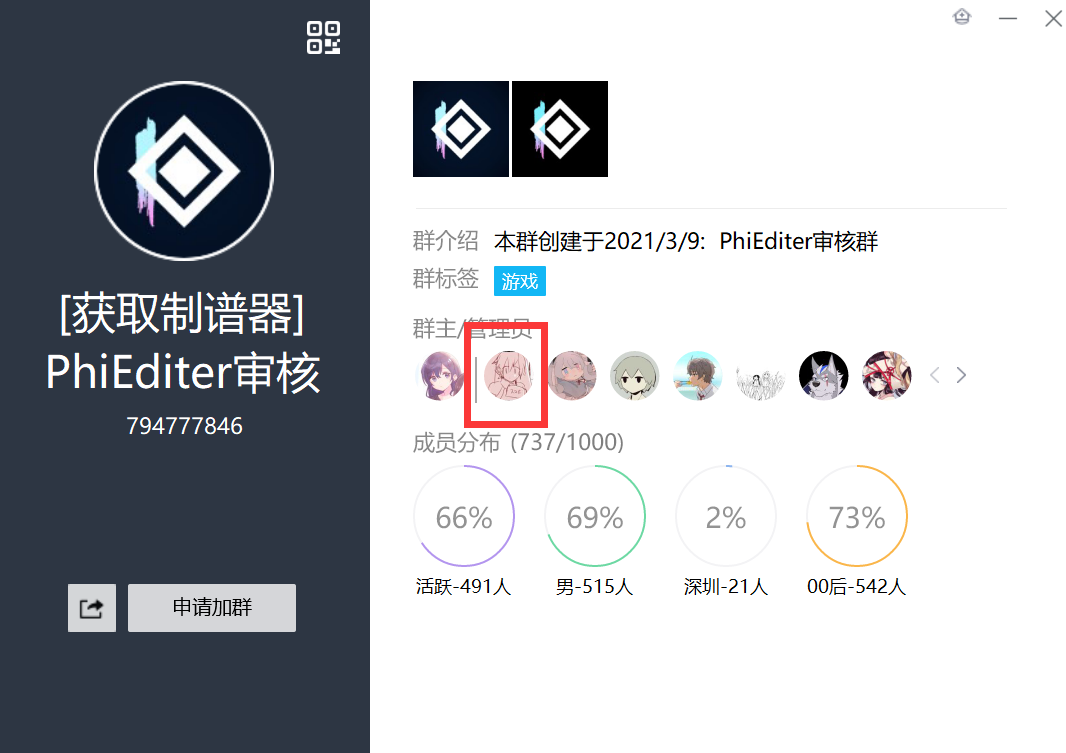 [获取制谱器]
PhiEditer审核
794777846
申请加群
群介绍 本群创建于2021/3/9: PhiEditer审核群
群标签 游戏
群主/管理员
成员分布 (737/1000)
66% 69% 2% 73%
活跃-491人 男-515人 深圳-21人 00后-542人